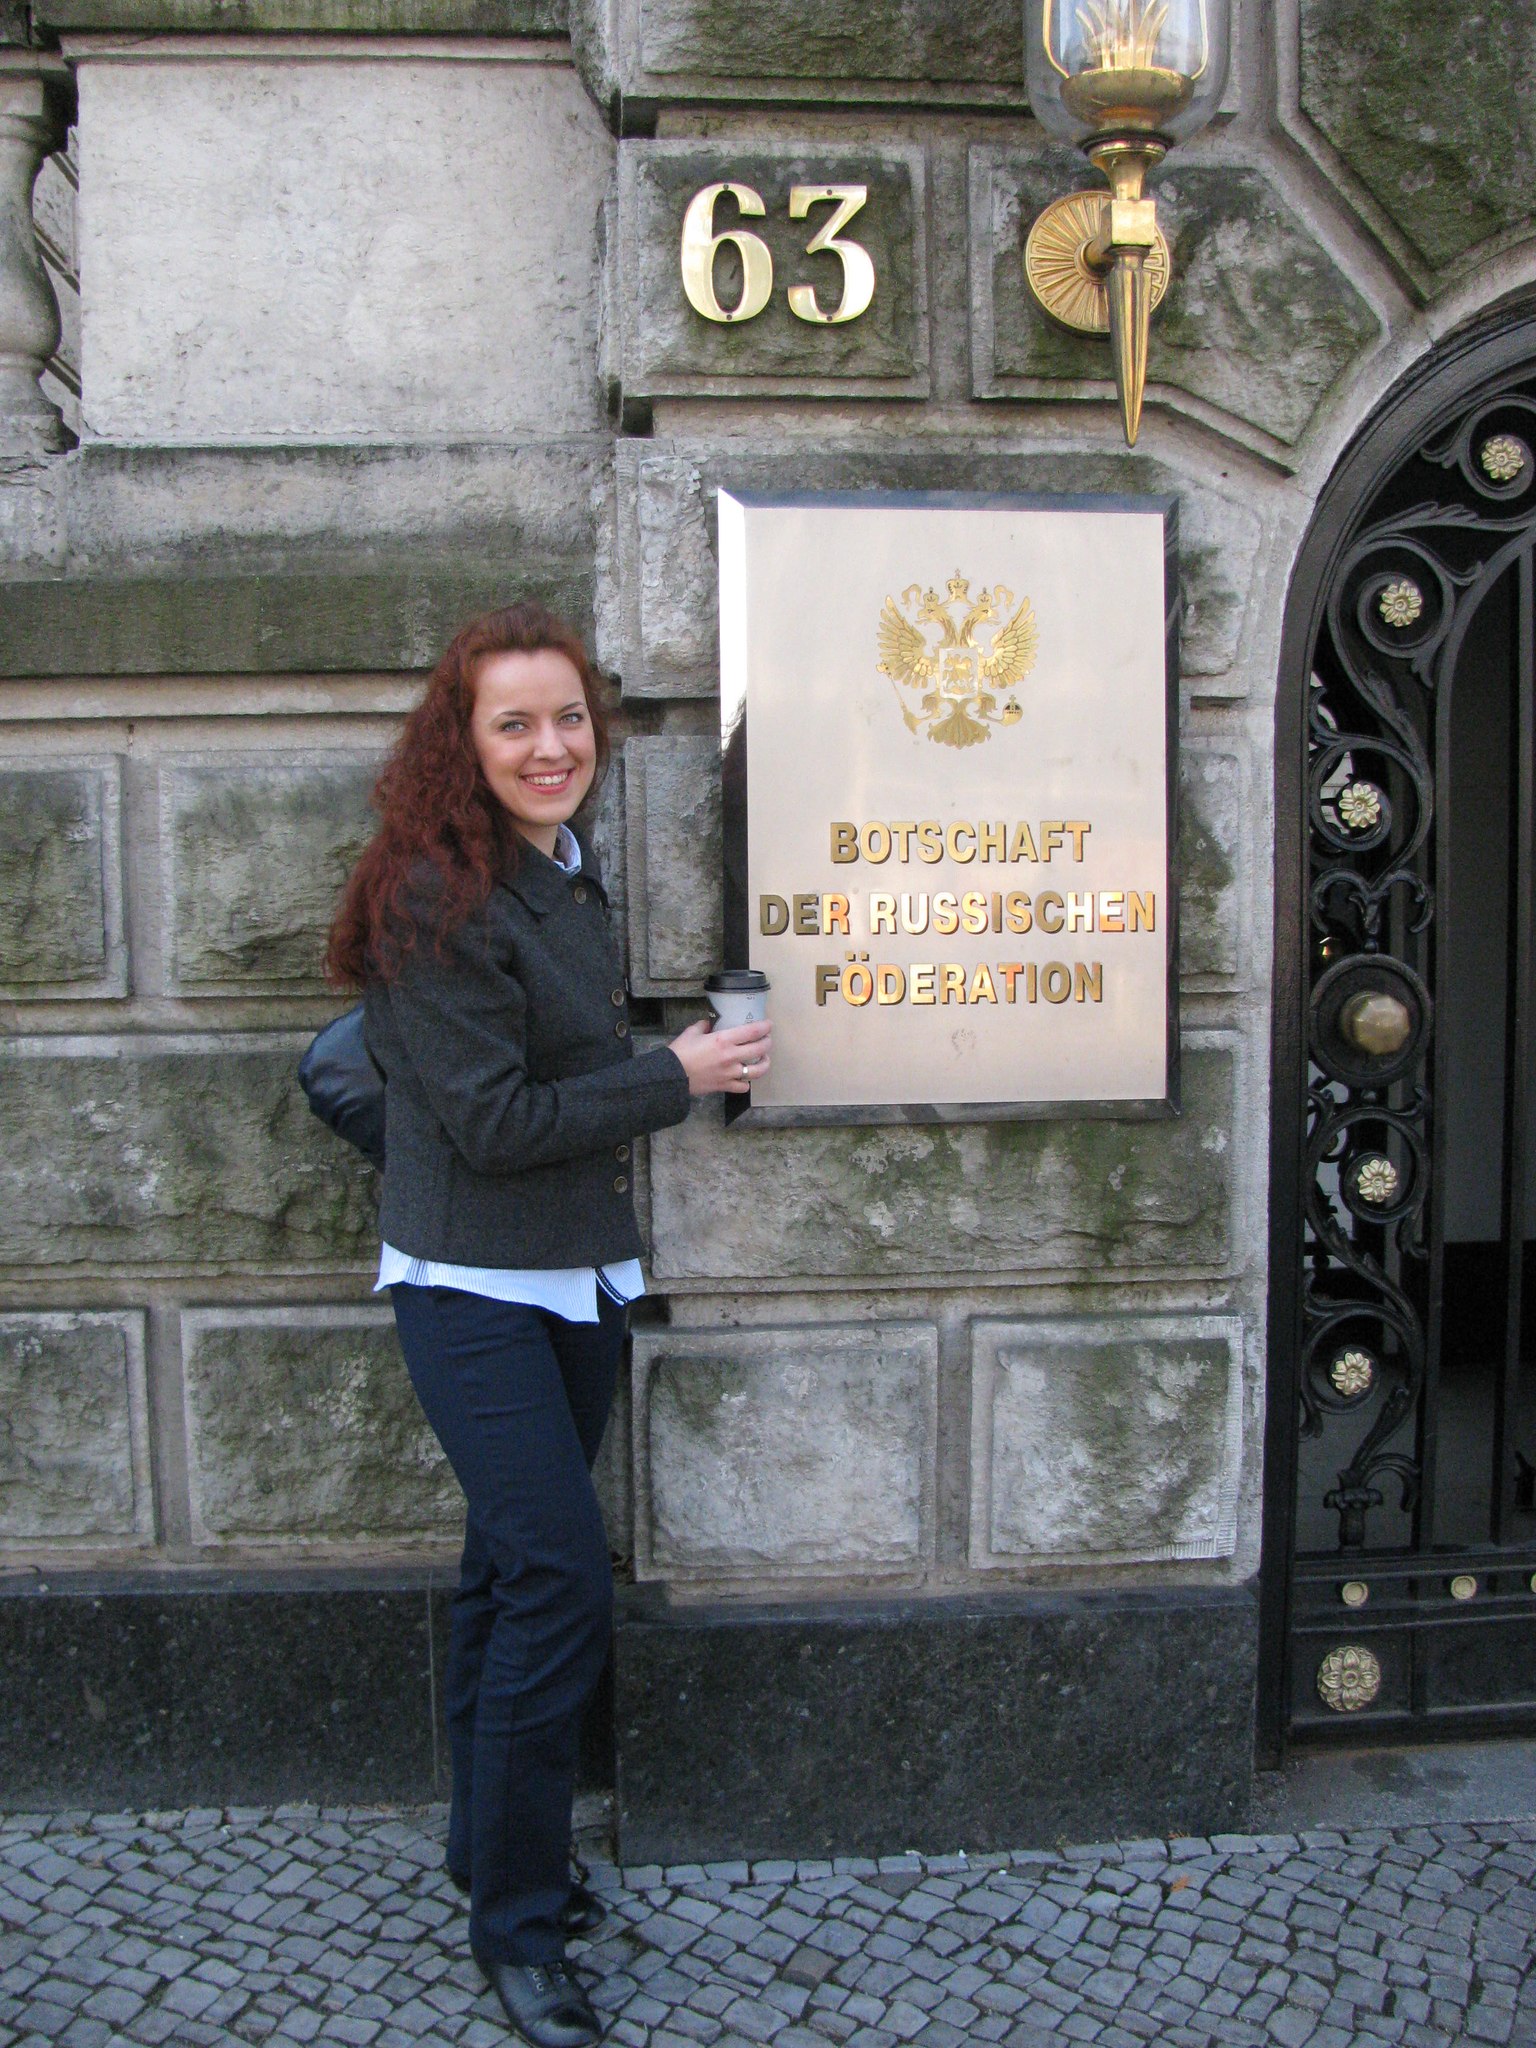 63
BOTSCHAFT
DER RUSSISCHEN
FÖDERATION